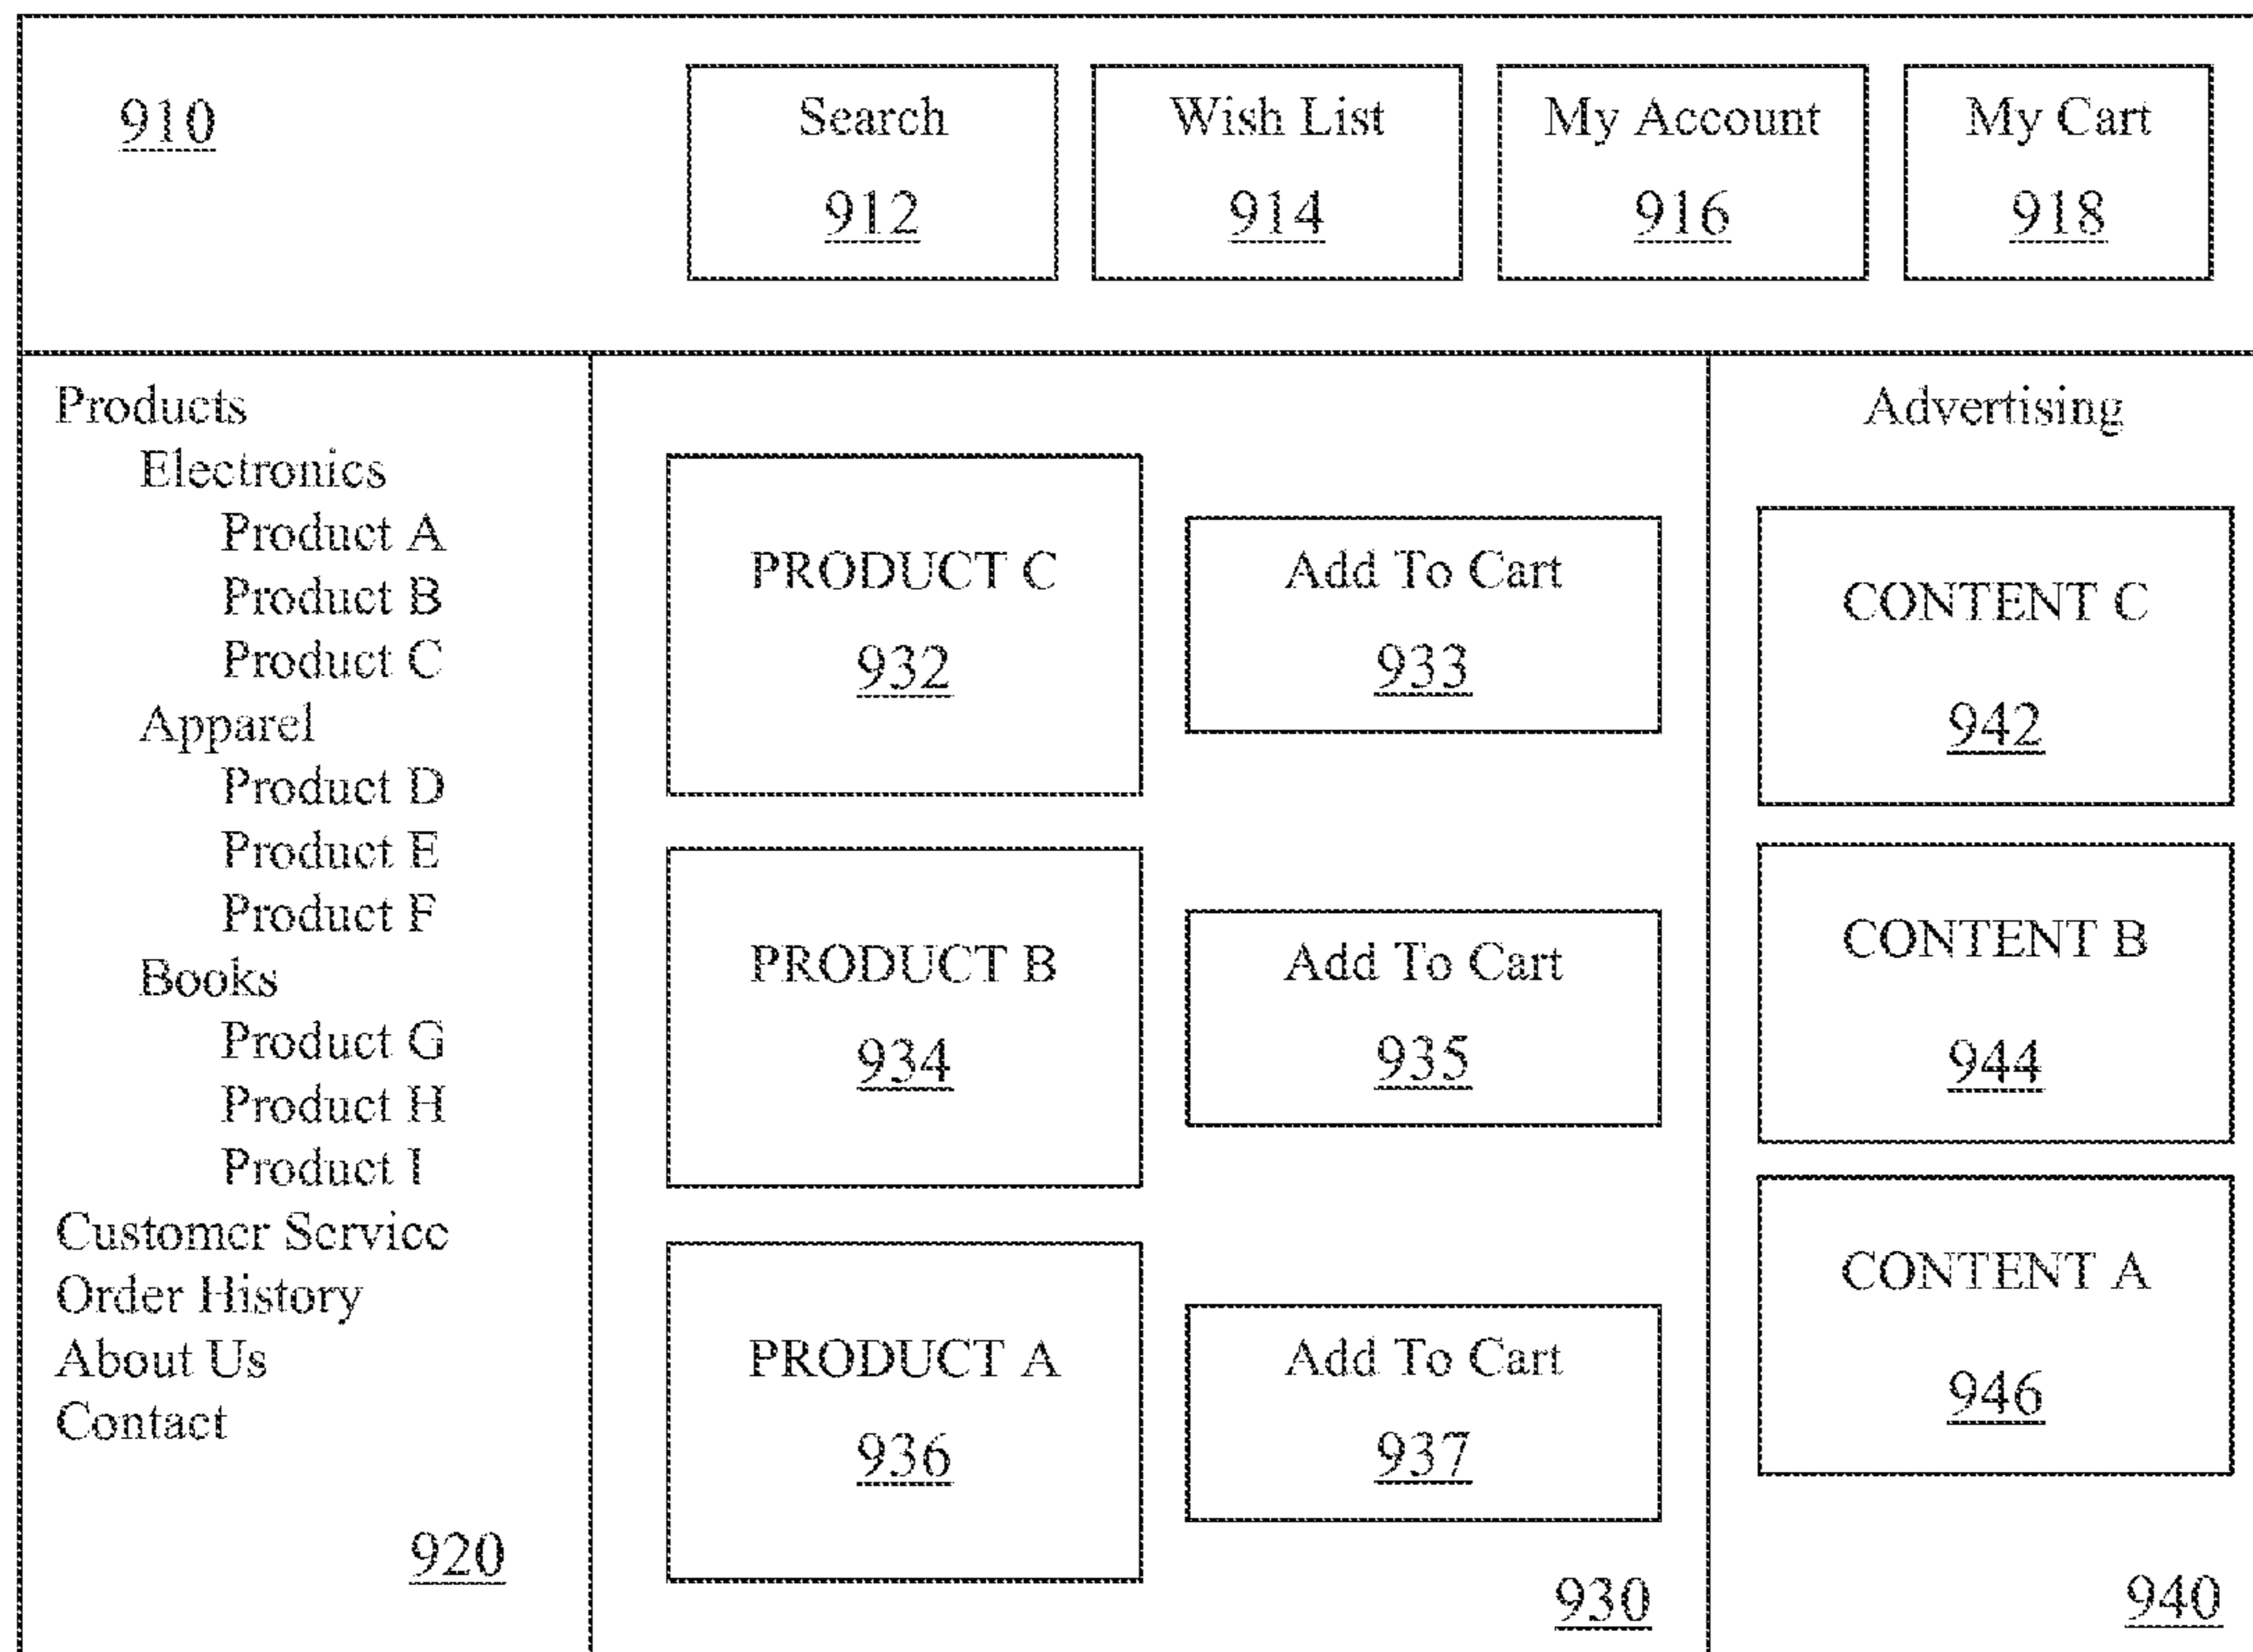 910
Search
912
Wish List
914
My Account
916
My Cart
918
Products
Electronics
Product A
Product B
Product C
Apparel
Product D
Product E
Product F
Books
Product G
Product H
Product I
Customer Service
Order History
About Us
Contact
920
PRODUCT C
932
Add To Cart
933
PRODUCT B
934
Add To Cart
935
PRODUCT A
936
Add To Cart
937
930
Advertising
CONTENT C
942
CONTENT B
944
CONTENT A
946
940